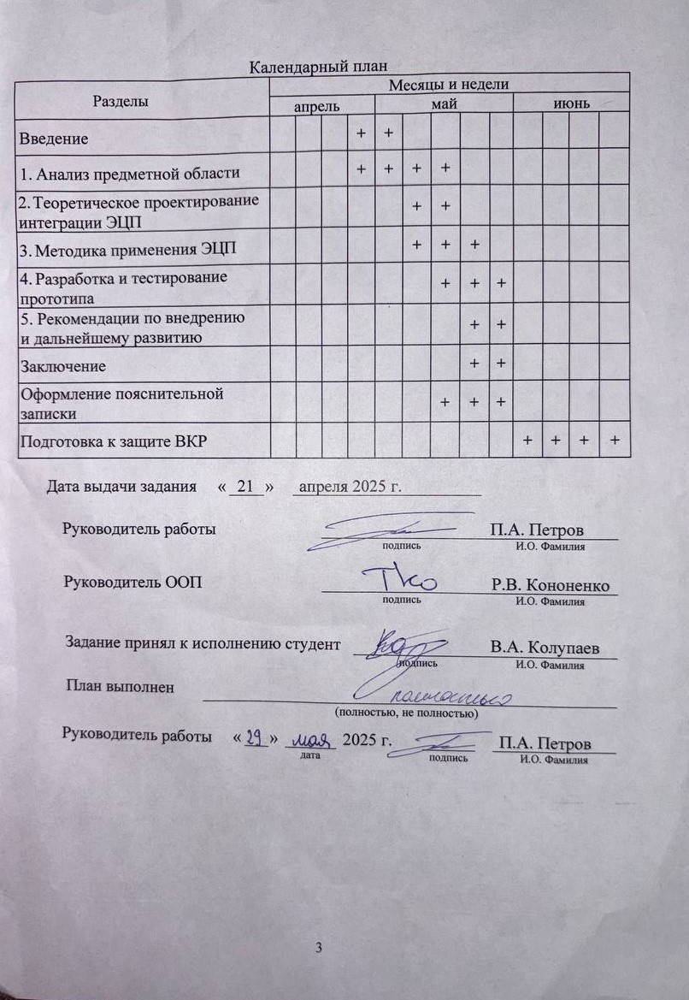 Календарный план
Разделы
Месяцы и недели
апрель май июнь
Введение + +
1. Анализ предметной области + + + +
2. Теоретическое проектирование
интеграции ЭЦП + +
3. Методика применения ЭЦП + + +
4. Разработка и тестирование
прототипа + + +
5. Рекомендации по внедрению
и дальнейшему развитию + +
Заключение + +
Оформление пояснительной
записки + + +
Подготовка к защите ВКР + + + +
Дата выдачи задания « 21 » апреля 2025 г.
Руководитель работы П.А. Петров
подпись И.О. Фамилия
Руководитель ООП Р.В. Кононенко
подпись И.О. Фамилия
Задание принял к исполнению студент В.А. Колупаев
подпись И.О. Фамилия
План выполнен полностью
(полностью, не полностью)
Руководитель работы « 29 » мая 2025 г. П.А. Петров
дата подпись И.О. Фамилия
3